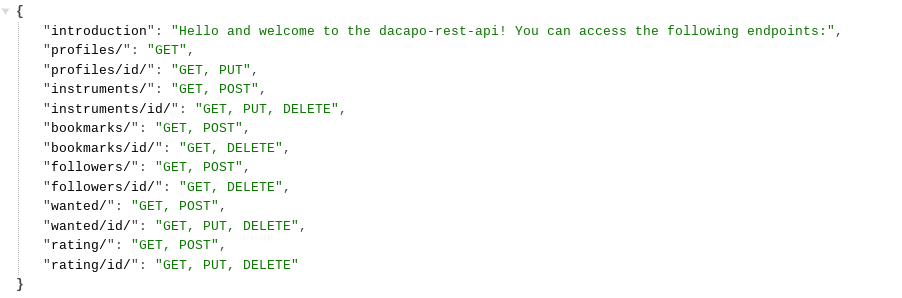 {
"introduction": "Hello and welcome to the dacapo-rest-api! You can access the following endpoints:",
"profiles/": "GET",
"profiles/id/": "GET, PUT",
"instruments/": "GET, POST",
"instruments/id/": "GET, PUT, DELETE",
"bookmarks/": "GET, POST",
"bookmarks/id/": "GET, DELETE",
"followers/": "GET, POST",
"followers/id/": "GET, DELETE",
"wanted/": "GET, POST",
"wanted/id/": "GET, PUT, DELETE",
"rating/": "GET, POST",
"rating/id/": "GET, PUT, DELETE"
}